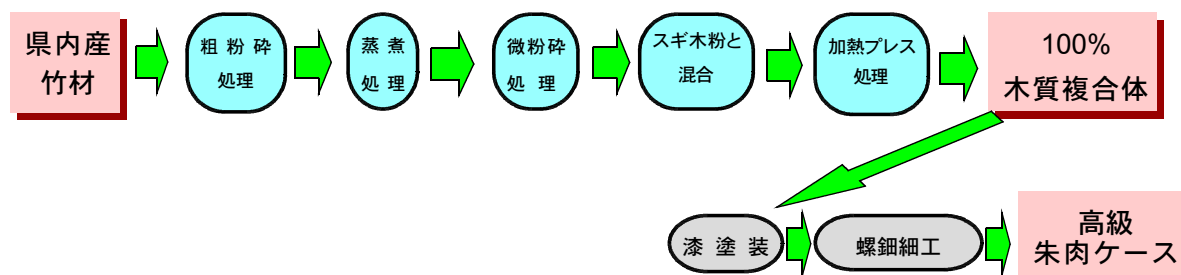 県内産
竹材
粗粉砕
処理
蒸煮
処理
微粉砕
処理
スギ木粉と
混合
加熱プレス
処理
100%
木質複合体
漆塗装
螺鈿細工
高級
朱肉ケース